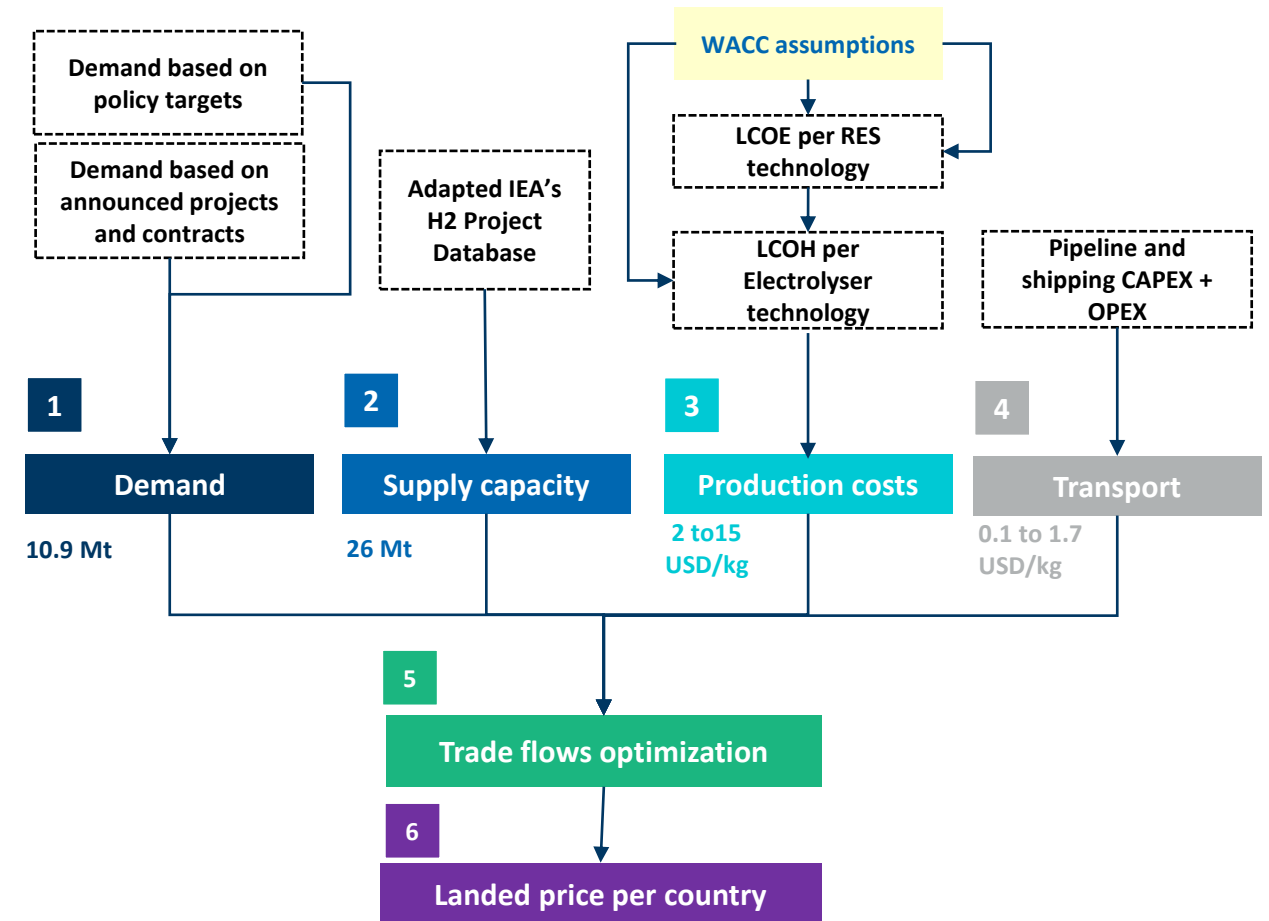 Demand based on
policy targets
Demand based on
announced projects
and contracts
Adapted IEA's
H2 Project
Database
WACC assumptions
LCOE per RES
technology
LCOH per
Electrolyser
technology
Pipeline and
shipping CAPEX +
OPEX
1
Demand
10.9 Mt
2
Supply capacity
26 Mt
3
Production costs
2 to15
USD/kg
4
Transport
0.1 to 1.7
USD/kg
5
Trade flows optimization
6
Landed price per country